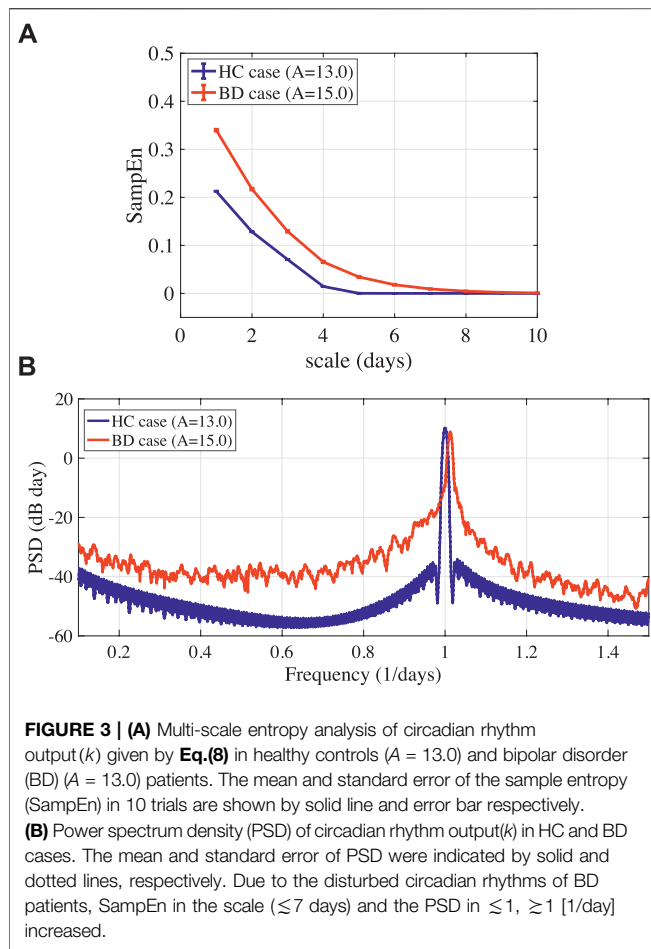 A
0.5
0.4
0.3
0.2
0.1
0
SampEn
HC case (A=13.0)
BD case (A=15.0)
0 2 4 6 8 10
scale (days)
B
20
0
-20
-40
-60
PSD (dB day)
HC case (A=13.0)
BD case (A=15.0)
0.2 0.4 0.6 0.8 1 1.2 1.4
Frequency (1/days)
FIGURE 3 | (A) Multi-scale entropy analysis of circadian rhythm
output(k) given by Eq.(8) in healthy controls (A = 13.0) and bipolar disorder
(BD) (A = 13.0) patients. The mean and standard error of the sample entropy
(SampEn) in 10 trials are shown by solid line and error bar respectively.
(B) Power spectrum density (PSD) of circadian rhythm output(k) in HC and BD
cases. The mean and standard error of PSD were indicated by solid and
dotted lines, respectively. Due to the disturbed circadian rhythms of BD
patients, SampEn in the scale (≲7 days) and the PSD in ≲1, ≳1 [1/day]
increased.